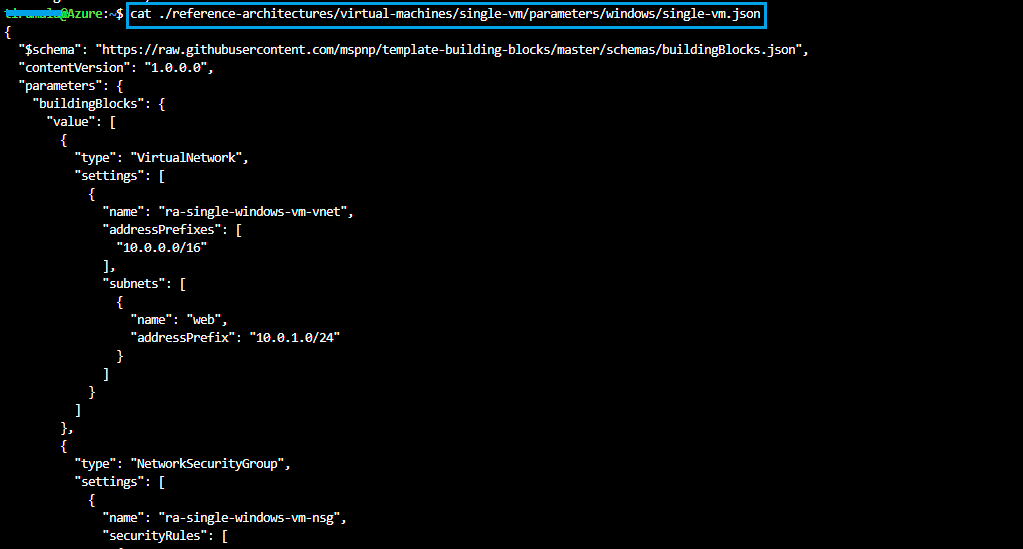 @Azure:~$ cat ./reference-architectures/virtual-machines/single-vm/parameters/windows/single-vm.json
{
"$schema": "https://raw.githubusercontent.com/mspnp/template-building-blocks/master/schemas/buildingBlocks.json",
"contentVersion": "1.0.0.0",
"parameters": {
"buildingBlocks": {
"value": [
{
"type": "VirtualNetwork",
"settings": [
{
"name": "ra-single-windows-vm-vnet",
"addressPrefixes": [
"10.0.0.0/16"
],
"subnets": [
{
"name": "web",
"addressPrefix": "10.0.1.0/24"
}
]
}
]
},
{
"type": "NetworkSecurityGroup",
"settings": [
{
"name": "ra-single-windows-vm-nsg",
"securityRules": [